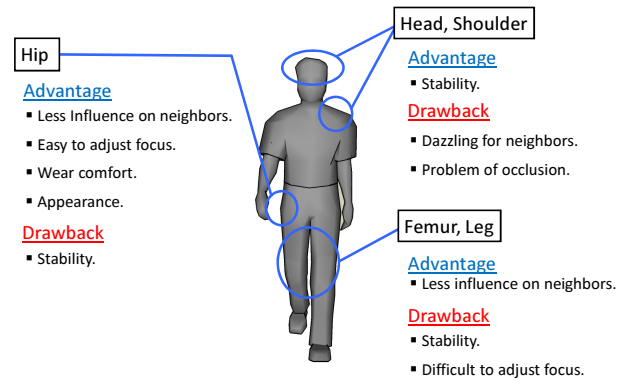 Hip
Advantage
▪ Less Influence on neighbors.
▪ Easy to adjust focus.
▪ Wear comfort.
▪ Appearance.
Drawback
▪ Stability.
Head, Shoulder
Advantage
▪ Stability.
Drawback
▪ Dazzling for neighbors.
▪ Problem of occlusion.
Femur, Leg
Advantage
▪ Less influence on neighbors.
Drawback
▪ Stability.
▪ Difficult to adjust focus.